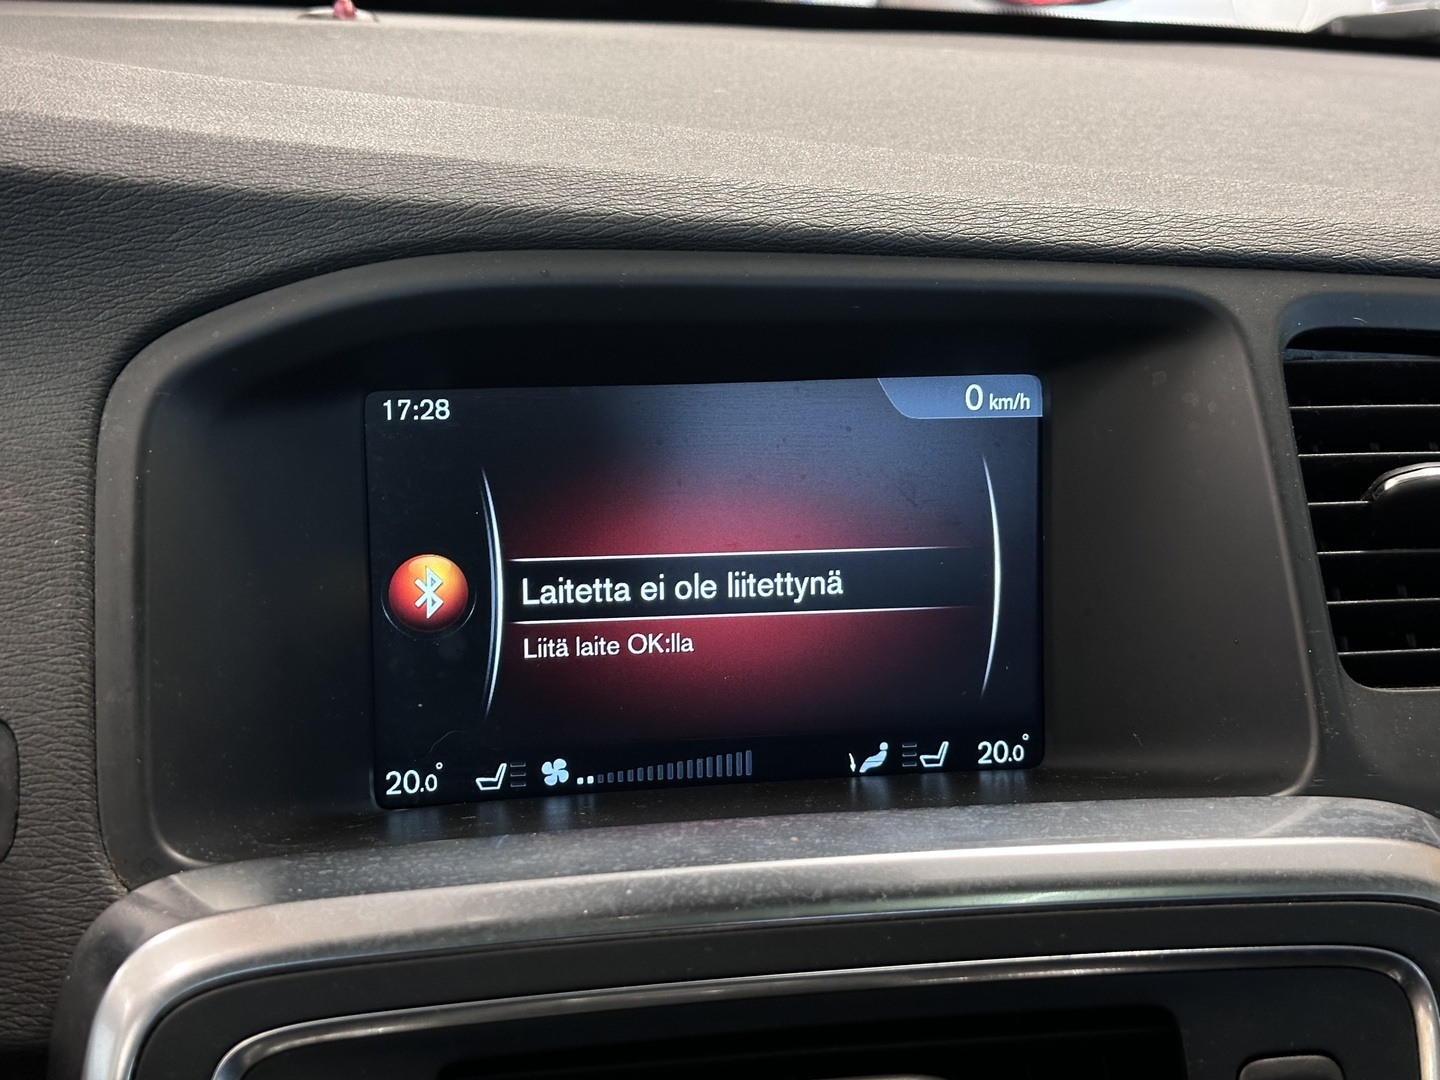 17:28
0 km/h
Laitetta ei ole liitettynä
Liitä laite OK:lla
20.0° 20.0°